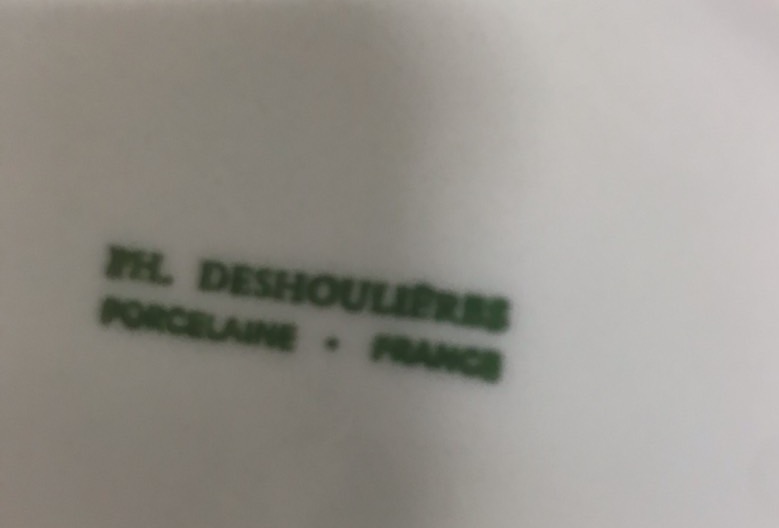 PH. DESHOULIÈRES
PORCELAINE • FRANCE